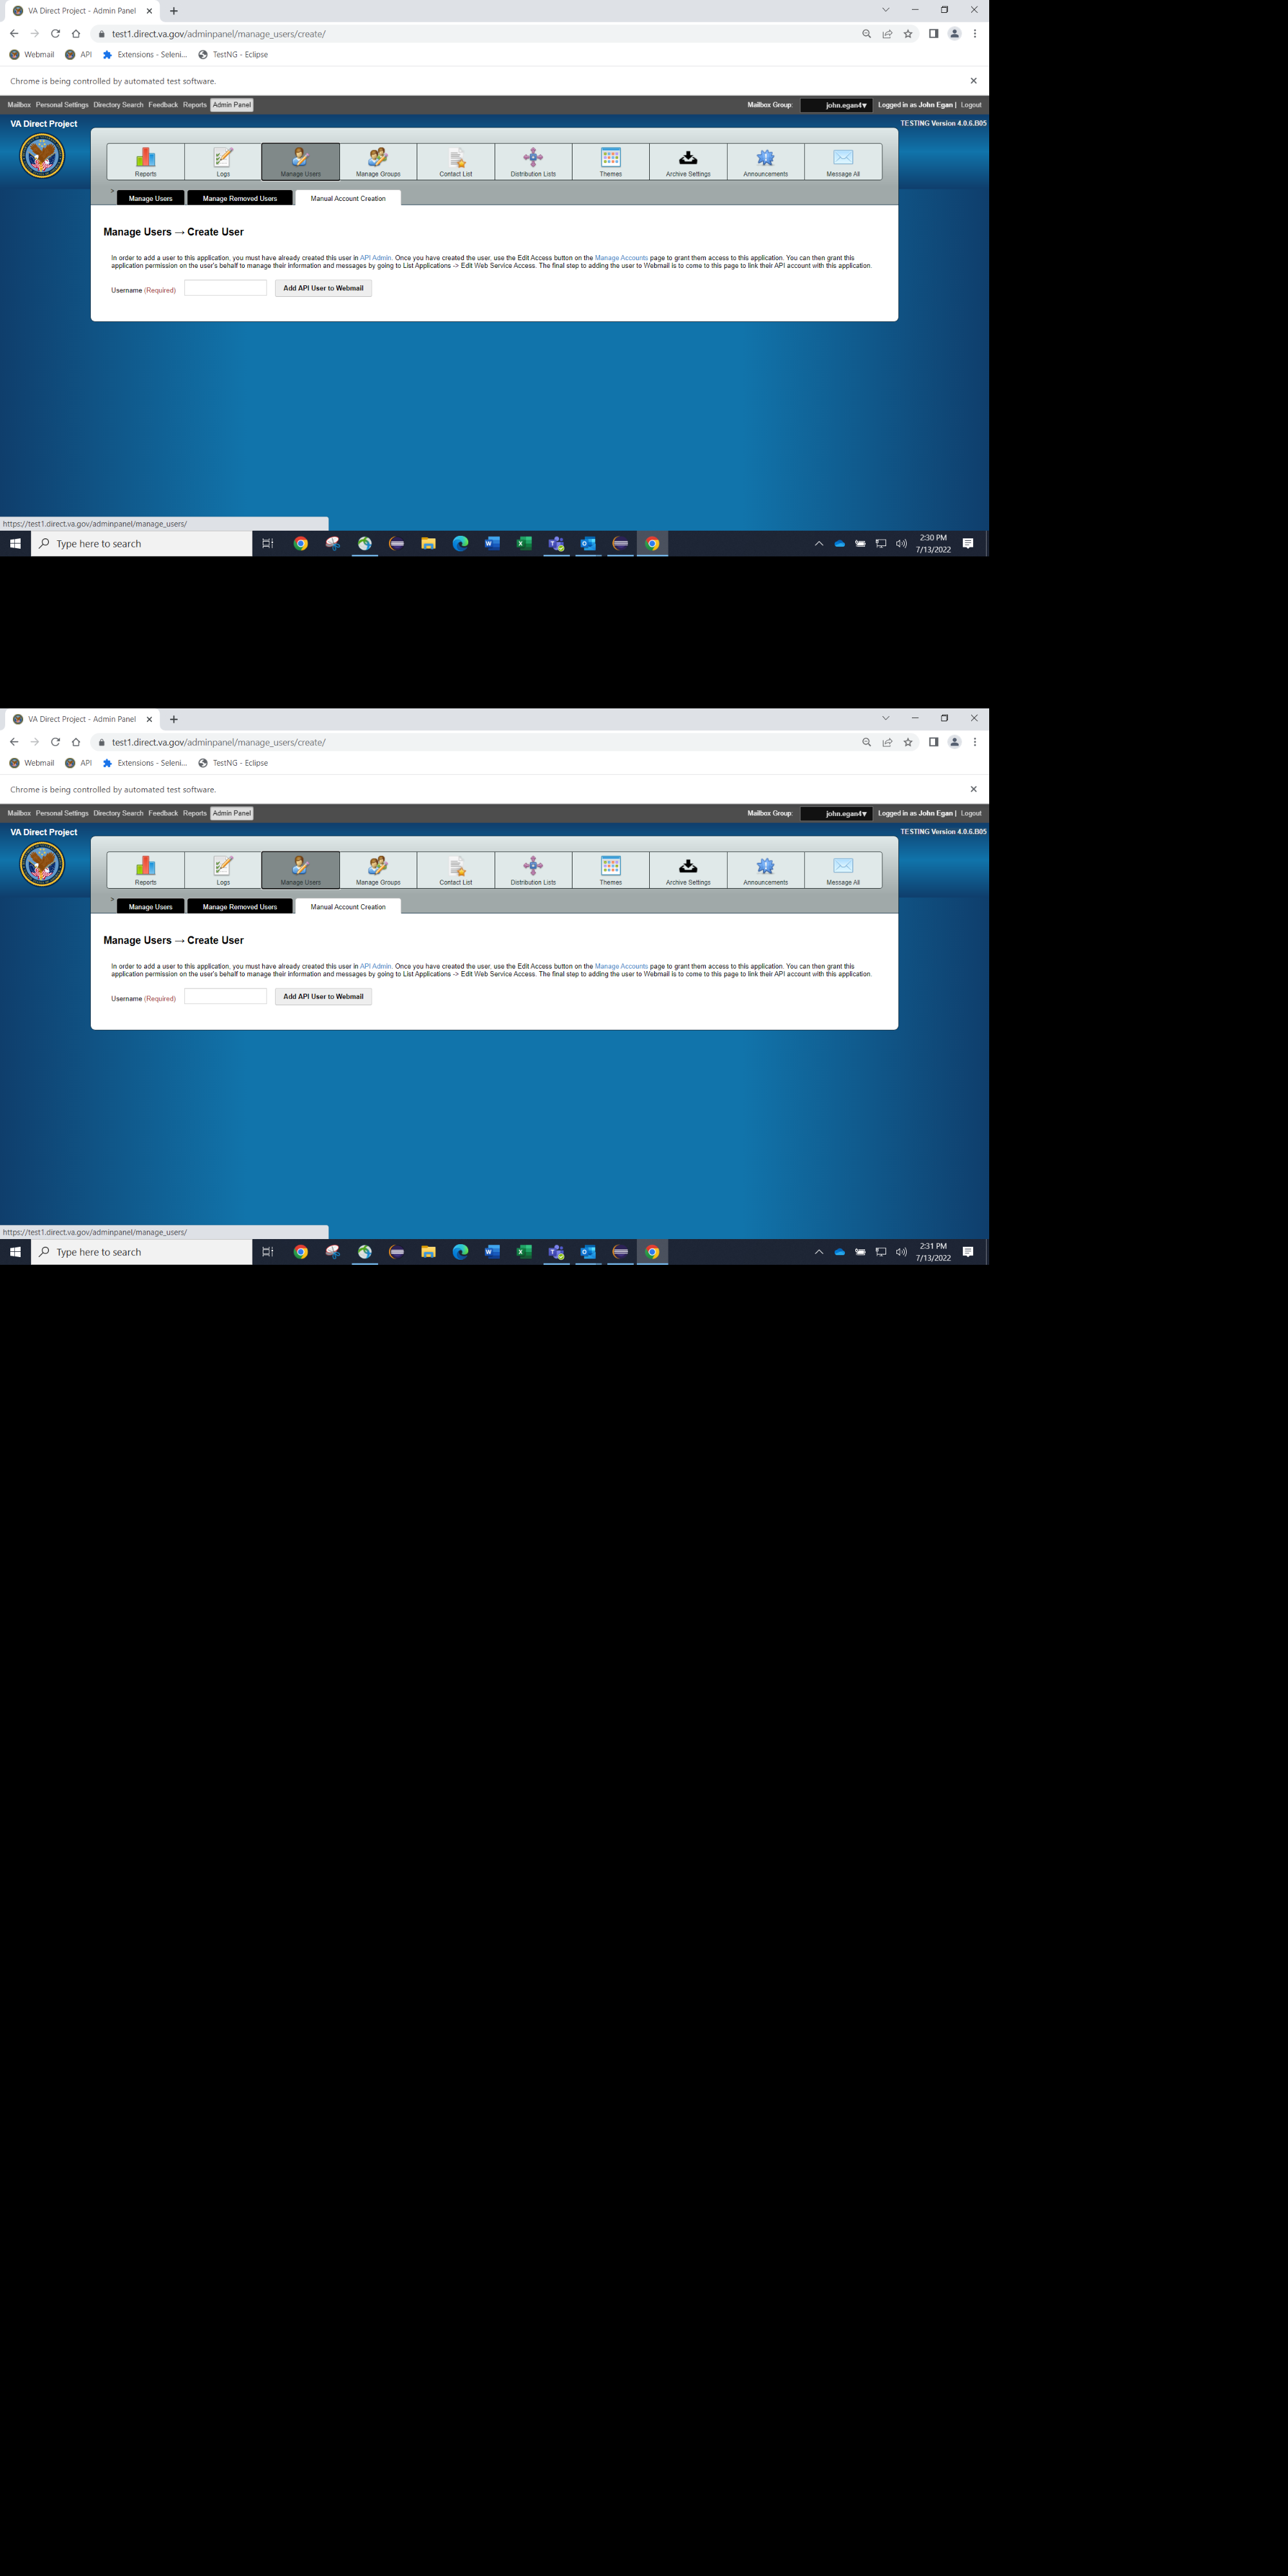 VA Direct Project - Admin Panel
test1.direct.va.gov/adminpanel/manage_users/create/
Webmail API Extensions - Seleni... TestNG - Eclipse
Chrome is being controlled by automated test software.
Mailbox Personal Settings Directory Search Feedback Reports Admin Panel Mailbox Group: john.egan4▾ Logged in as John Egan | Logout
VA Direct Project TESTING Version 4.0.6.B05
Reports Logs Manage Users Manage Groups Contact List Distribution Lists Themes Archive Settings Announcements Message All
> Manage Users Manage Removed Users Manual Account Creation
Manage Users → Create User
In order to add a user to this application, you must have already created this user in API Admin. Once you have created the user, use the Edit Access button on the Manage Accounts page to grant them access to this application. You can then grant this
application permission on the user's behalf to manage their information and messages by going to List Applications -> Edit Web Service Access. The final step to adding the user to Webmail is to come to this page to link their API account with this application.
Username (Required) Add API User to Webmail
https://test1.direct.va.gov/adminpanel/manage_users/
Type here to search 2:30 PM
7/13/2022
VA Direct Project - Admin Panel
test1.direct.va.gov/adminpanel/manage_users/create/
Webmail API Extensions - Seleni... TestNG - Eclipse
Chrome is being controlled by automated test software.
Mailbox Personal Settings Directory Search Feedback Reports Admin Panel Mailbox Group: john.egan4▾ Logged in as John Egan | Logout
VA Direct Project TESTING Version 4.0.6.B05
Reports Logs Manage Users Manage Groups Contact List Distribution Lists Themes Archive Settings Announcements Message All
> Manage Users Manage Removed Users Manual Account Creation
Manage Users → Create User
In order to add a user to this application, you must have already created this user in API Admin. Once you have created the user, use the Edit Access button on the Manage Accounts page to grant them access to this application. You can then grant this
application permission on the user's behalf to manage their information and messages by going to List Applications -> Edit Web Service Access. The final step to adding the user to Webmail is to come to this page to link their API account with this application.
Username (Required) Add API User to Webmail
https://test1.direct.va.gov/adminpanel/manage_users/
Type here to search 2:31 PM
7/13/2022